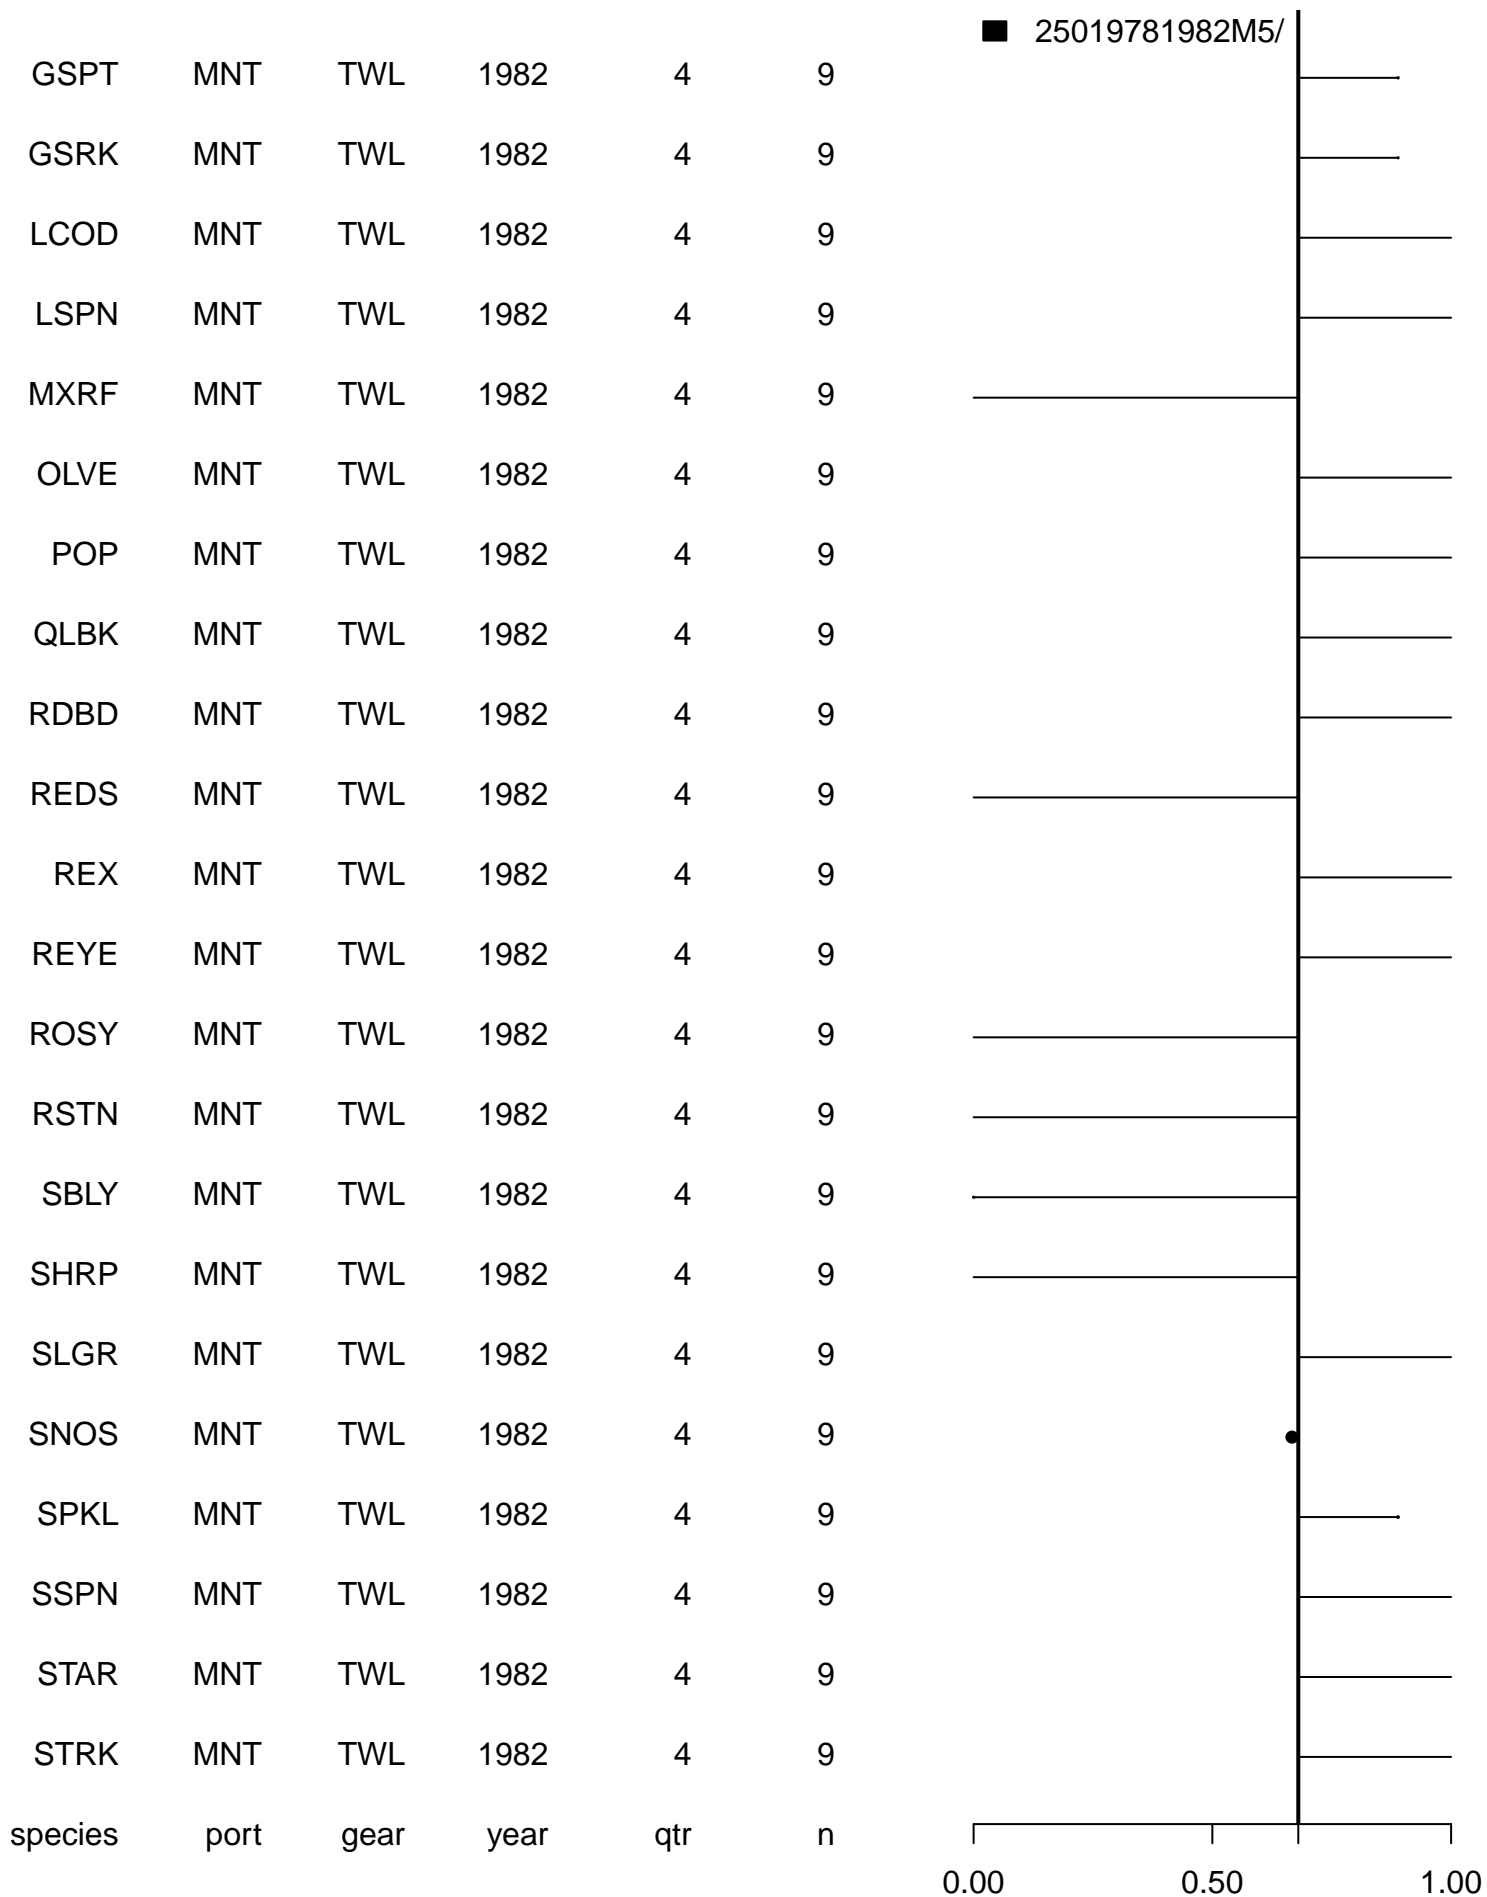 25019781982M5/
GSPT MNT TWL 1982 4 9
GSRK MNT TWL 1982 4 9
LCOD MNT TWL 1982 4 9
LSPN MNT TWL 1982 4 9
MXRF MNT TWL 1982 4 9
OLVE MNT TWL 1982 4 9
POP MNT TWL 1982 4 9
QLBK MNT TWL 1982 4 9
RDBD MNT TWL 1982 4 9
REDS MNT TWL 1982 4 9
REX MNT TWL 1982 4 9
REYE MNT TWL 1982 4 9
ROSY MNT TWL 1982 4 9
RSTN MNT TWL 1982 4 9
SBLY MNT TWL 1982 4 9
SHRP MNT TWL 1982 4 9
SLGR MNT TWL 1982 4 9
SNOS MNT TWL 1982 4 9
SPKL MNT TWL 1982 4 9
SSPN MNT TWL 1982 4 9
STAR MNT TWL 1982 4 9
STRK MNT TWL 1982 4 9
species port gear year qtr n
0.00 0.50 1.00